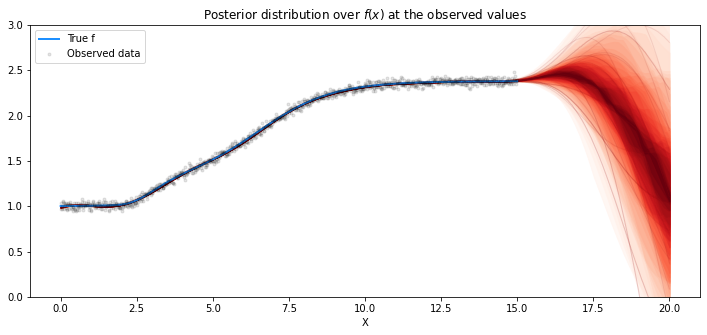 Posterior distribution over f(x) at the observed values
3.0
True f
Observed data
2.5
2.0
1.5
1.0
0.5
0.0
0.0 2.5 5.0 7.5 10.0 12.5 15.0 17.5 20.0
X